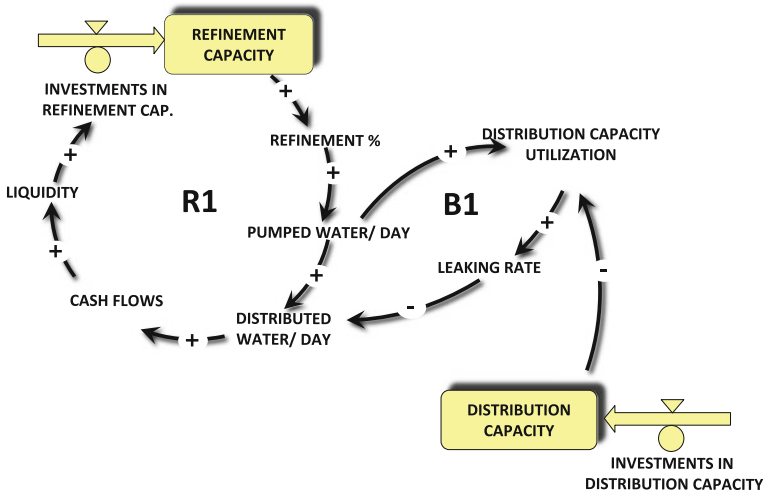 REFINEMENT
CAPACITY
INVESTMENTS IN
REFINEMENT CAP.
+
REFINEMENT %
+
DISTRIBUTION CAPACITY
UTILIZATION
+
+
LIQUIDITY
R1
B1
+
PUMPED WATER/ DAY
+
+
LEAKING RATE
-
+
CASH FLOWS
-
DISTRIBUTED
WATER/ DAY
+
DISTRIBUTION
CAPACITY
INVESTMENTS IN
DISTRIBUTION CAPACITY